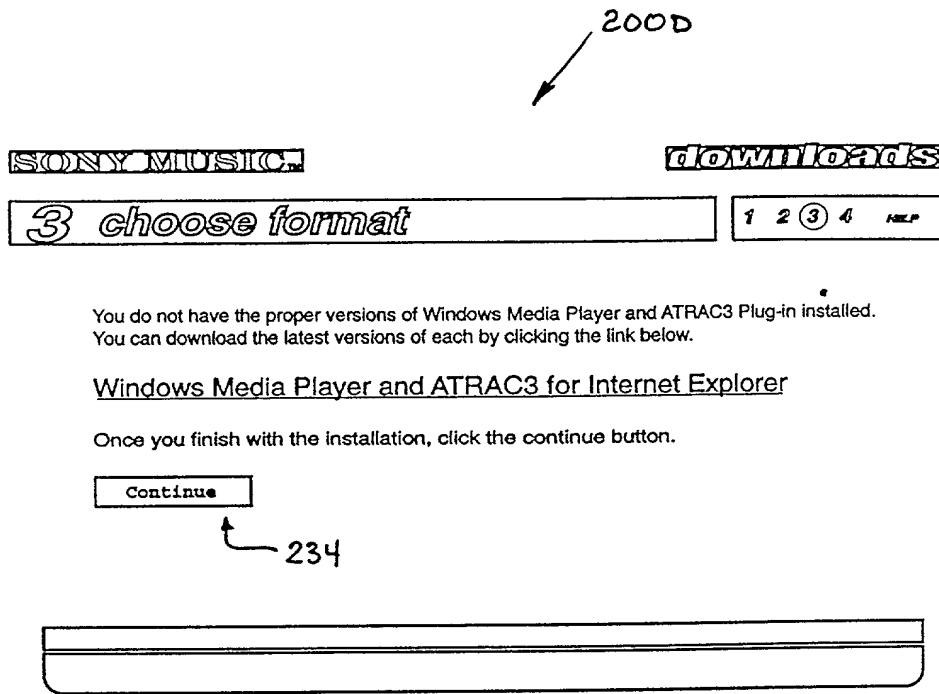 200D
SONY MUSIC™ downloads
3 choose format 1 2 3 4 HELP
You do not have the proper versions of Windows Media Player and ATRAC3 Plug-in installed.
You can download the latest versions of each by clicking the link below.
Windows Media Player and ATRAC3 for Internet Explorer
Once you finish with the installation, click the continue button.
Continue
234